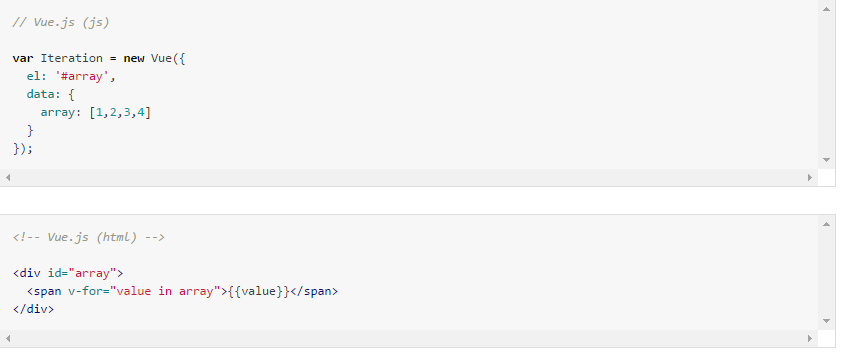 // Vue.js (js)
var Iteration = new Vue({
el: '#array',
data: {
array: [1,2,3,4]
}
});
<!-- Vue.js (html) -->
<div id="array">
<span v-for="value in array">{{value}}</span>
</div>